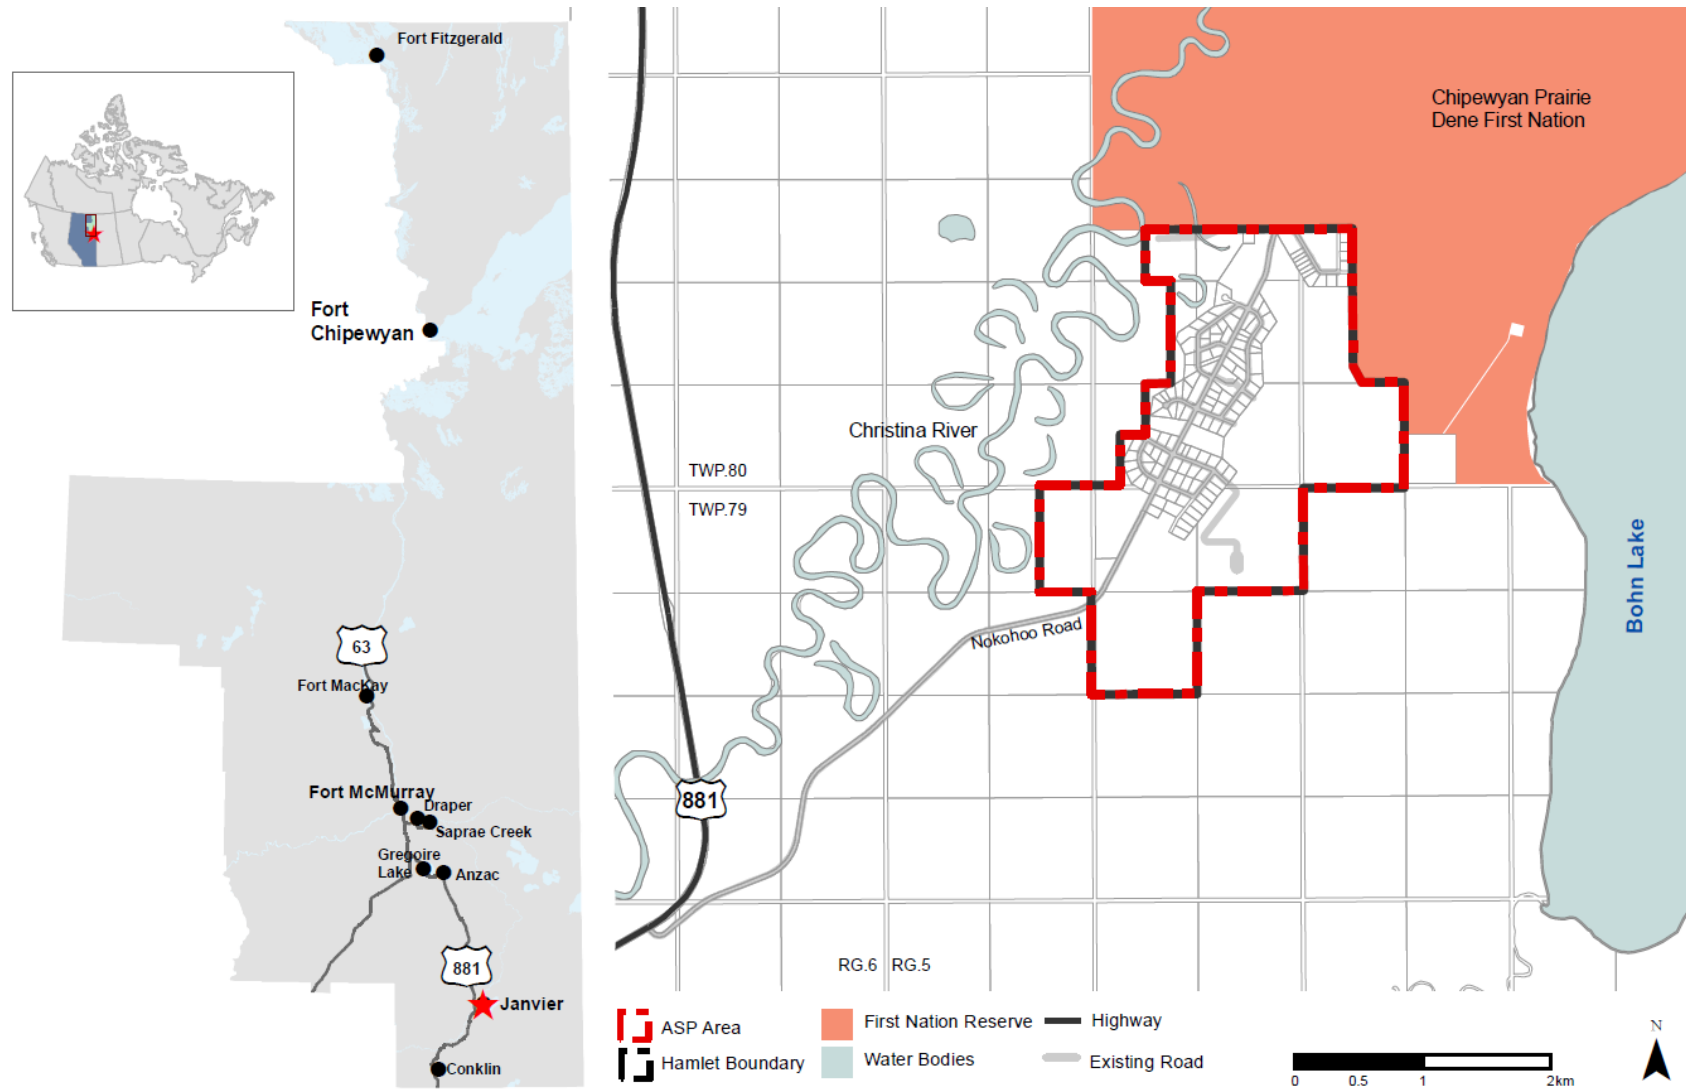 Fort Fitzgerald
Fort
Chipewyan
63
Fort MacKay
Fort McMurray
Draper
Saprae Creek
Gregoire
Lake
Anzac
881
Janvier
Conklin
Chipewyan Prairie
Dene First Nation
Christina River
TWP.80
TWP.79
Bohn Lake
Nokohoo Road
881
RG.6 RG.5
ASP Area
Hamlet Boundary
First Nation Reserve
Water Bodies
Highway
Existing Road
N
0 0.5 1 2km